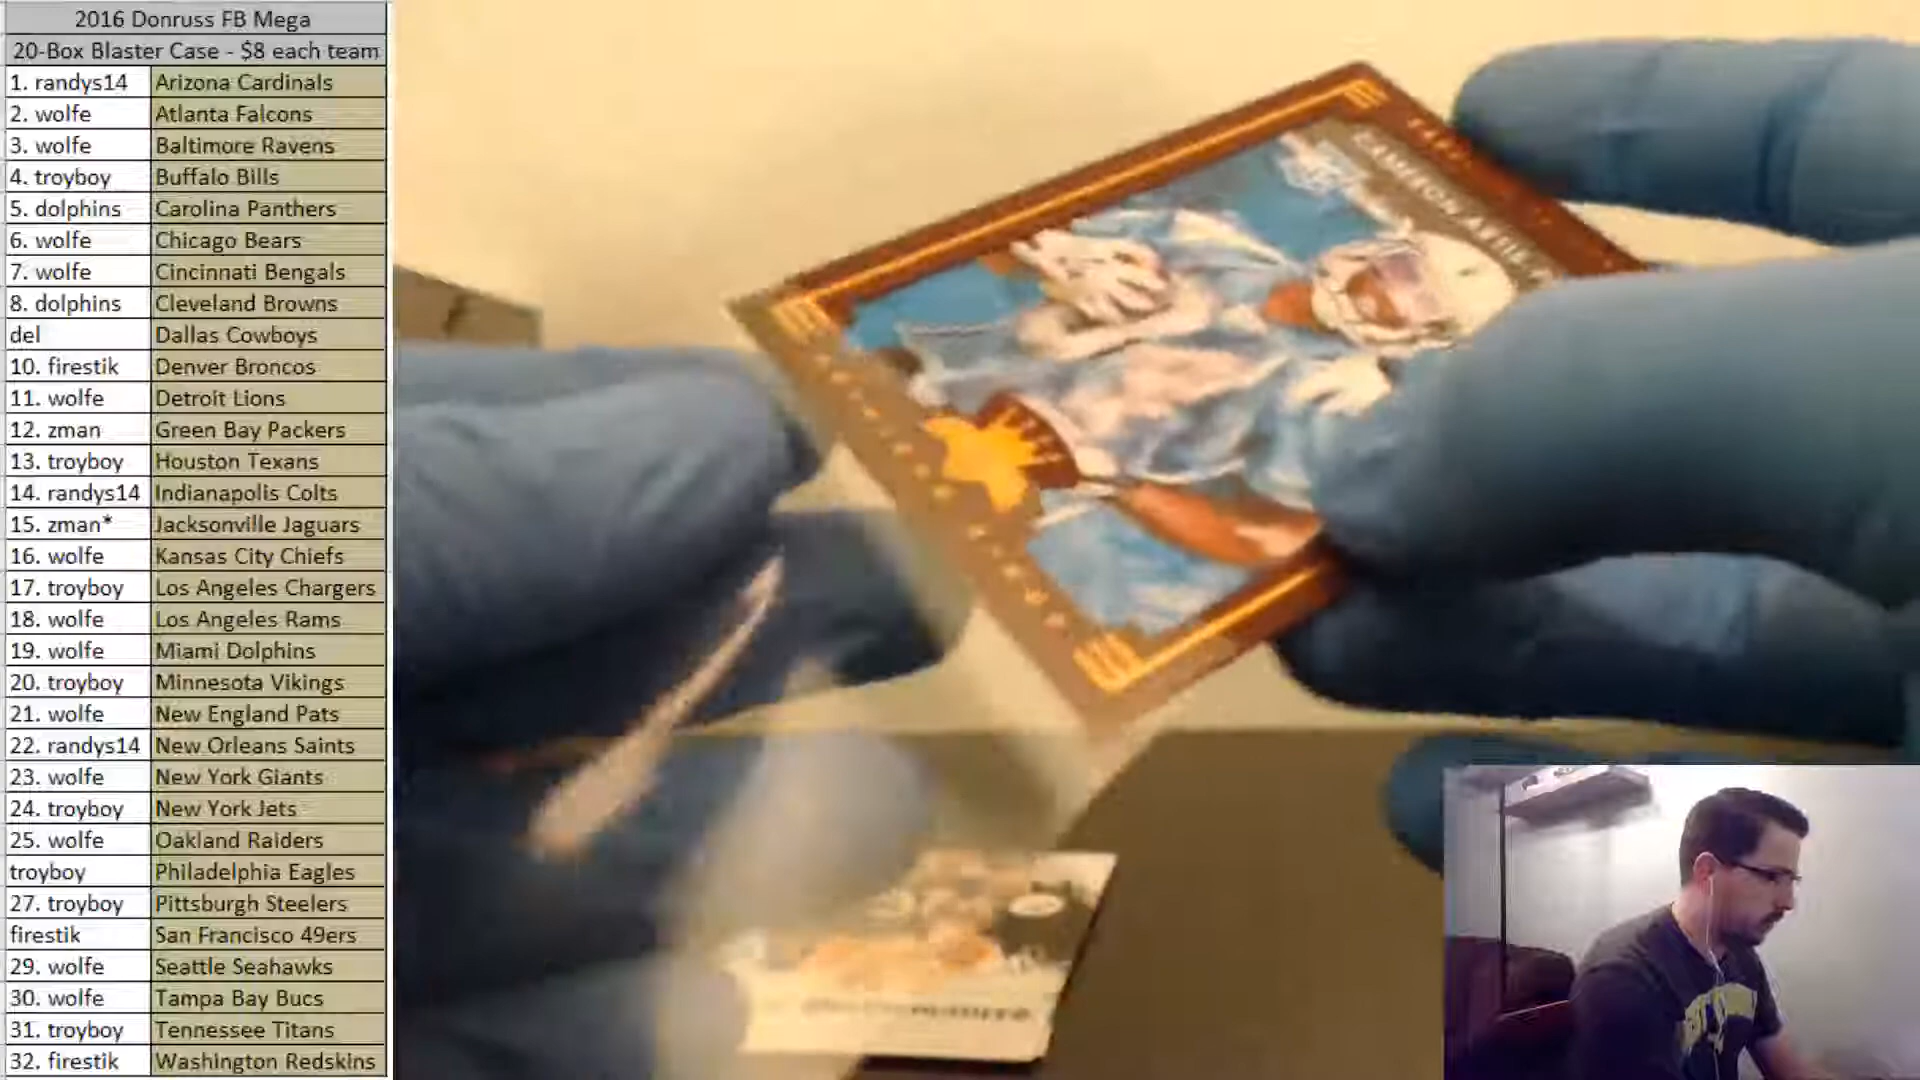 2016 Donruss FB Mega
20-Box Blaster Case - $8 each team
1. randys14 Arizona Cardinals
2. wolfe Atlanta Falcons
3. wolfe Baltimore Ravens
4. troyboy Buffalo Bills
5. dolphins Carolina Panthers
6. wolfe Chicago Bears
7. wolfe Cincinnati Bengals
8. dolphins Cleveland Browns
del Dallas Cowboys
10. firestik Denver Broncos
11. wolfe Detroit Lions
12. zman Green Bay Packers
13. troyboy Houston Texans
14. randys14 Indianapolis Colts
15. zman* Jacksonville Jaguars
16. wolfe Kansas City Chiefs
17. troyboy Los Angeles Chargers
18. wolfe Los Angeles Rams
19. wolfe Miami Dolphins
20. troyboy Minnesota Vikings
21. wolfe New England Pats
22. randys14 New Orleans Saints
23. wolfe New York Giants
24. troyboy New York Jets
25. wolfe Oakland Raiders
troyboy Philadelphia Eagles
27. troyboy Pittsburgh Steelers
firestik San Francisco 49ers
29. wolfe Seattle Seahawks
30. wolfe Tampa Bay Bucs
31. troyboy Tennessee Titans
32. firestik Washington Redskins
CAMERON